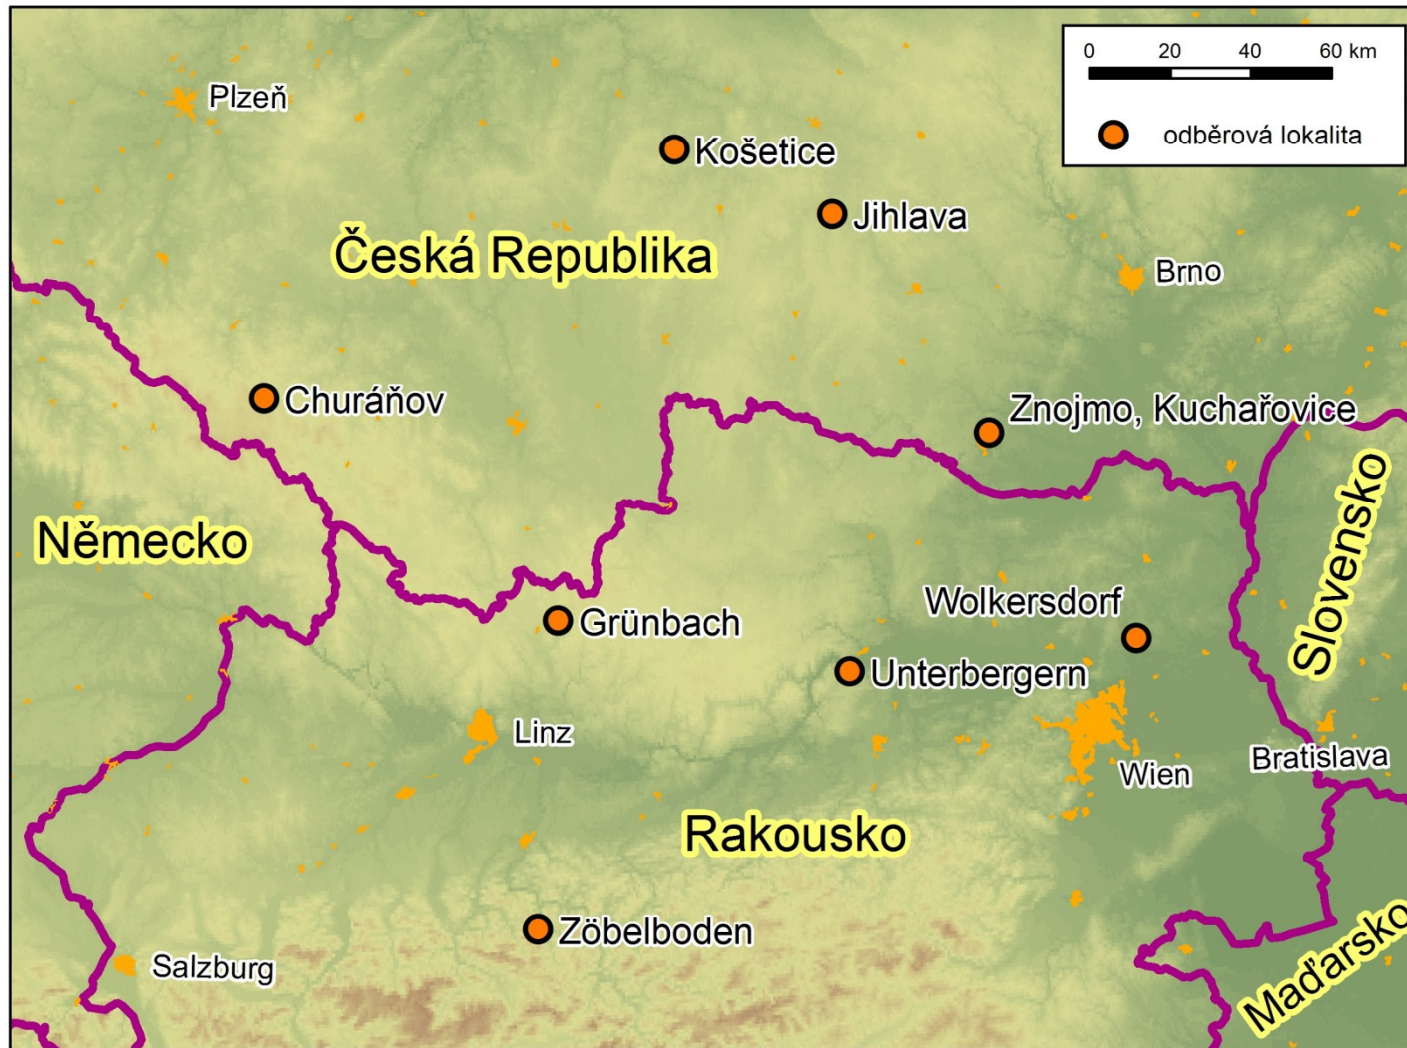 0 20 40 60 km
odběrová lokalita
Plzeň
Košetice
Jihlava
Česká Republika
Brno
Churáňov
Znojmo, Kuchařovice
Německo
Slovensko
Wolkersdorf
Grünbach
Unterbergern
Linz
Wien
Bratislava
Rakousko
Zöbelboden
Salzburg
Maďarsko